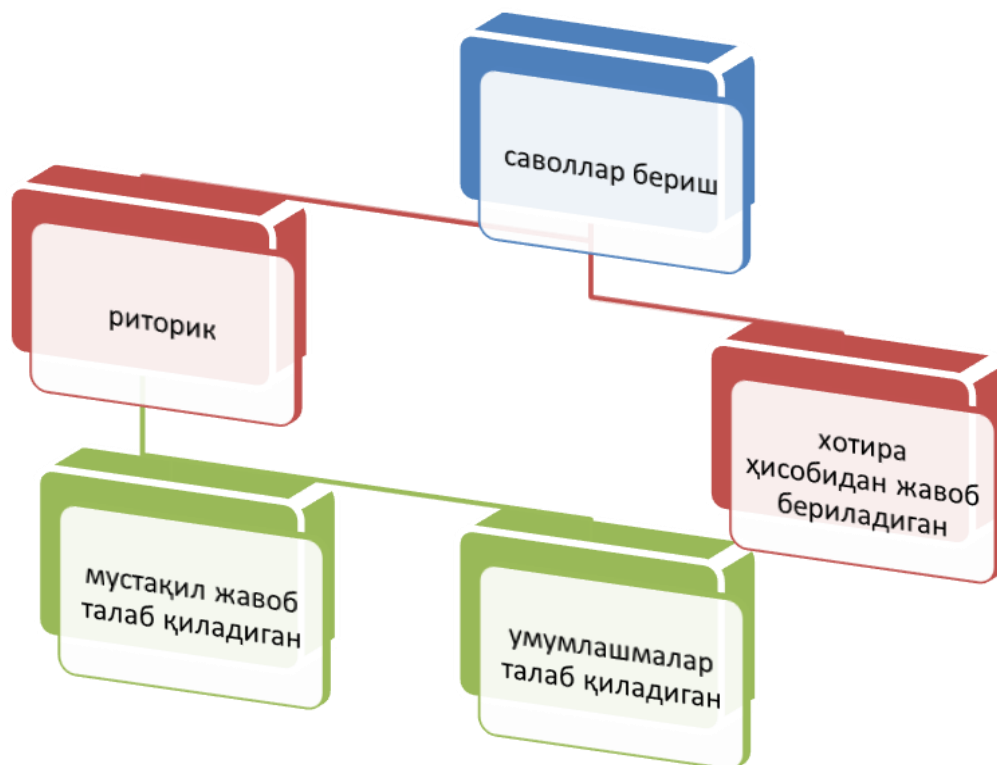 саволлар бериш
риторик
хотира
ҳисобидан жавоб
бериладиган
мустақил жавоб
талаб қиладиган
умумлашмалар
талаб қиладиган